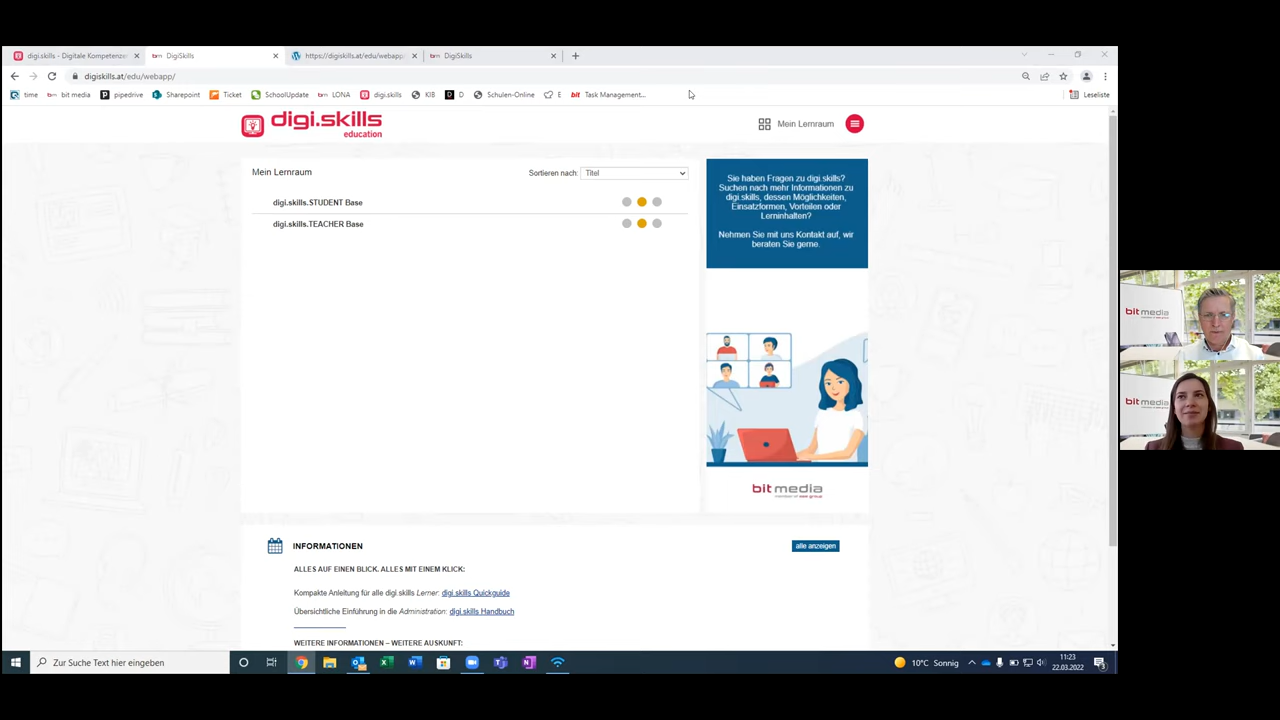 digi.skills - Digitale Kompetenze
DigiSkills
https://digiskills.at/edu/webapp
DigiSkills
digiskills.at/edu/webapp/
time
bit media
pipedrive
Sharepoint
Ticket
SchoolUpdate
LONA
digi.skills
KIB
D
Schulen-Online
E
bit Task Management...
Leseliste
digi.skills
education
Mein Lernraum
Mein Lernraum
Sortieren nach: Titel
digi.skills.STUDENT Base
digi.skills.TEACHER Base
Sie haben Fragen zu digi.skills?
Suchen nach mehr Informationen zu
digi.skills, dessen Möglichkeiten,
Einsatzformen, Vorteilen oder
Lerninhalten?
Nehmen Sie mit uns Kontakt auf, wir
beraten Sie gerne.
bit media
bit media
bit media
INFORMATIONEN
alle anzeigen
ALLES AUF EINEN BLICK. ALLES MIT EINEM KLICK:
Kompakte Anleitung für alle digi.skills Lerner: digi.skills Quickguide
Übersichtliche Einführung in die Administration: digi.skills Handbuch
WEITERE INFORMATIONEN – WEITERE AUSKUNFT:
Zur Suche Text hier eingeben
10°C Sonnig
11:23
22.03.2022